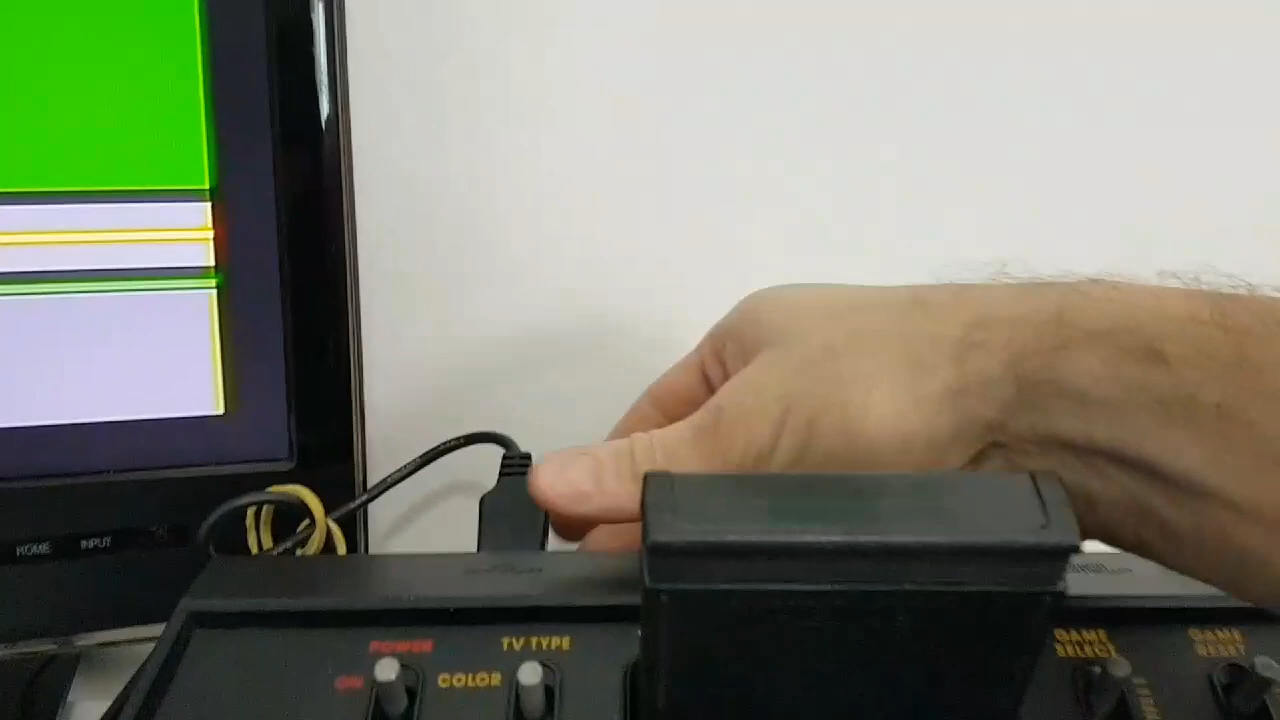 HOME INPUT
POWER
ON
TV TYPE
COLOR
GAME
SELECT
GAME
RESET